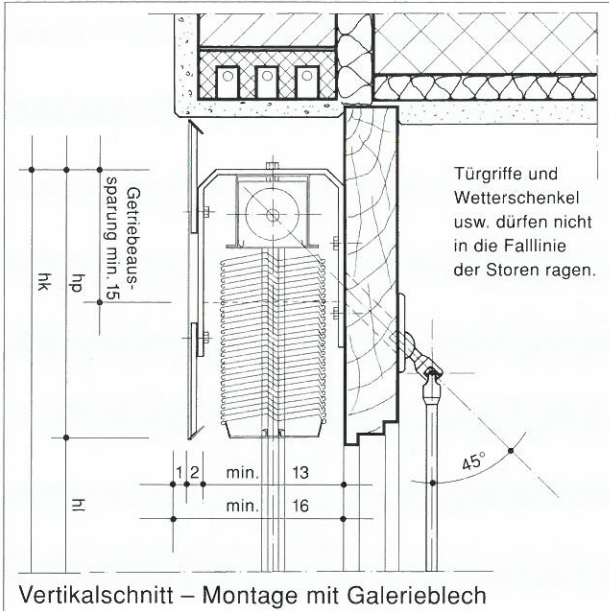 Türgriffe und
Wetterschenkel
usw. dürfen nicht
in die Falllinie
der Storen ragen.
Getriebeaus-
sparung min. 15
hp
hk
hl
1 2 min. 13
min. 16
45°
Vertikalschnitt – Montage mit Galerieblech